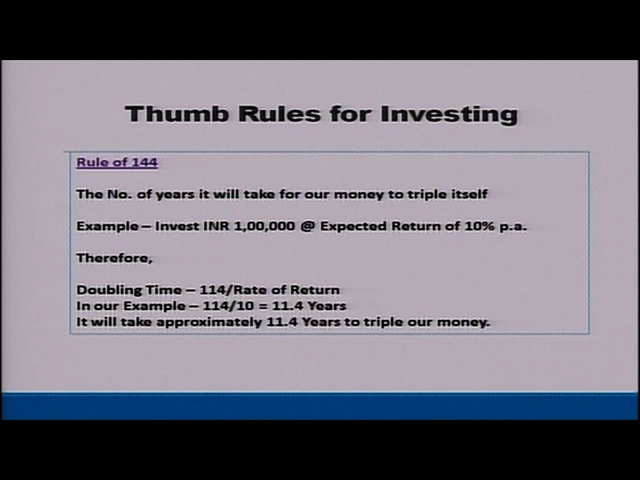 Thumb Rules for Investing
Rule of 144
The No. of years it will take for our money to triple itself
Example – Invest INR 1,00,000 @ Expected Return of 10% p.a.
Therefore,
Doubling Time – 114/Rate of Return
In our Example – 114/10 = 11.4 Years
It will take approximately 11.4 Years to triple our money.